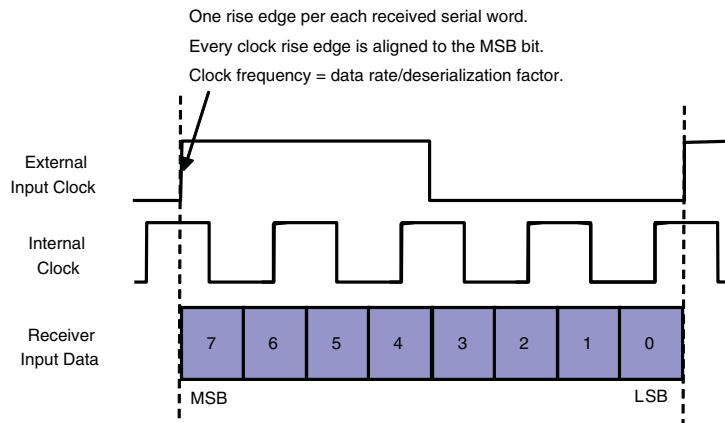 One rise edge per each received serial word.
Every clock rise edge is aligned to the MSB bit.
Clock frequency = data rate/deserialization factor.
External
Input Clock
Internal
Clock
Receiver
Input Data
7 6 5 4 3 2 1 0
MSB LSB